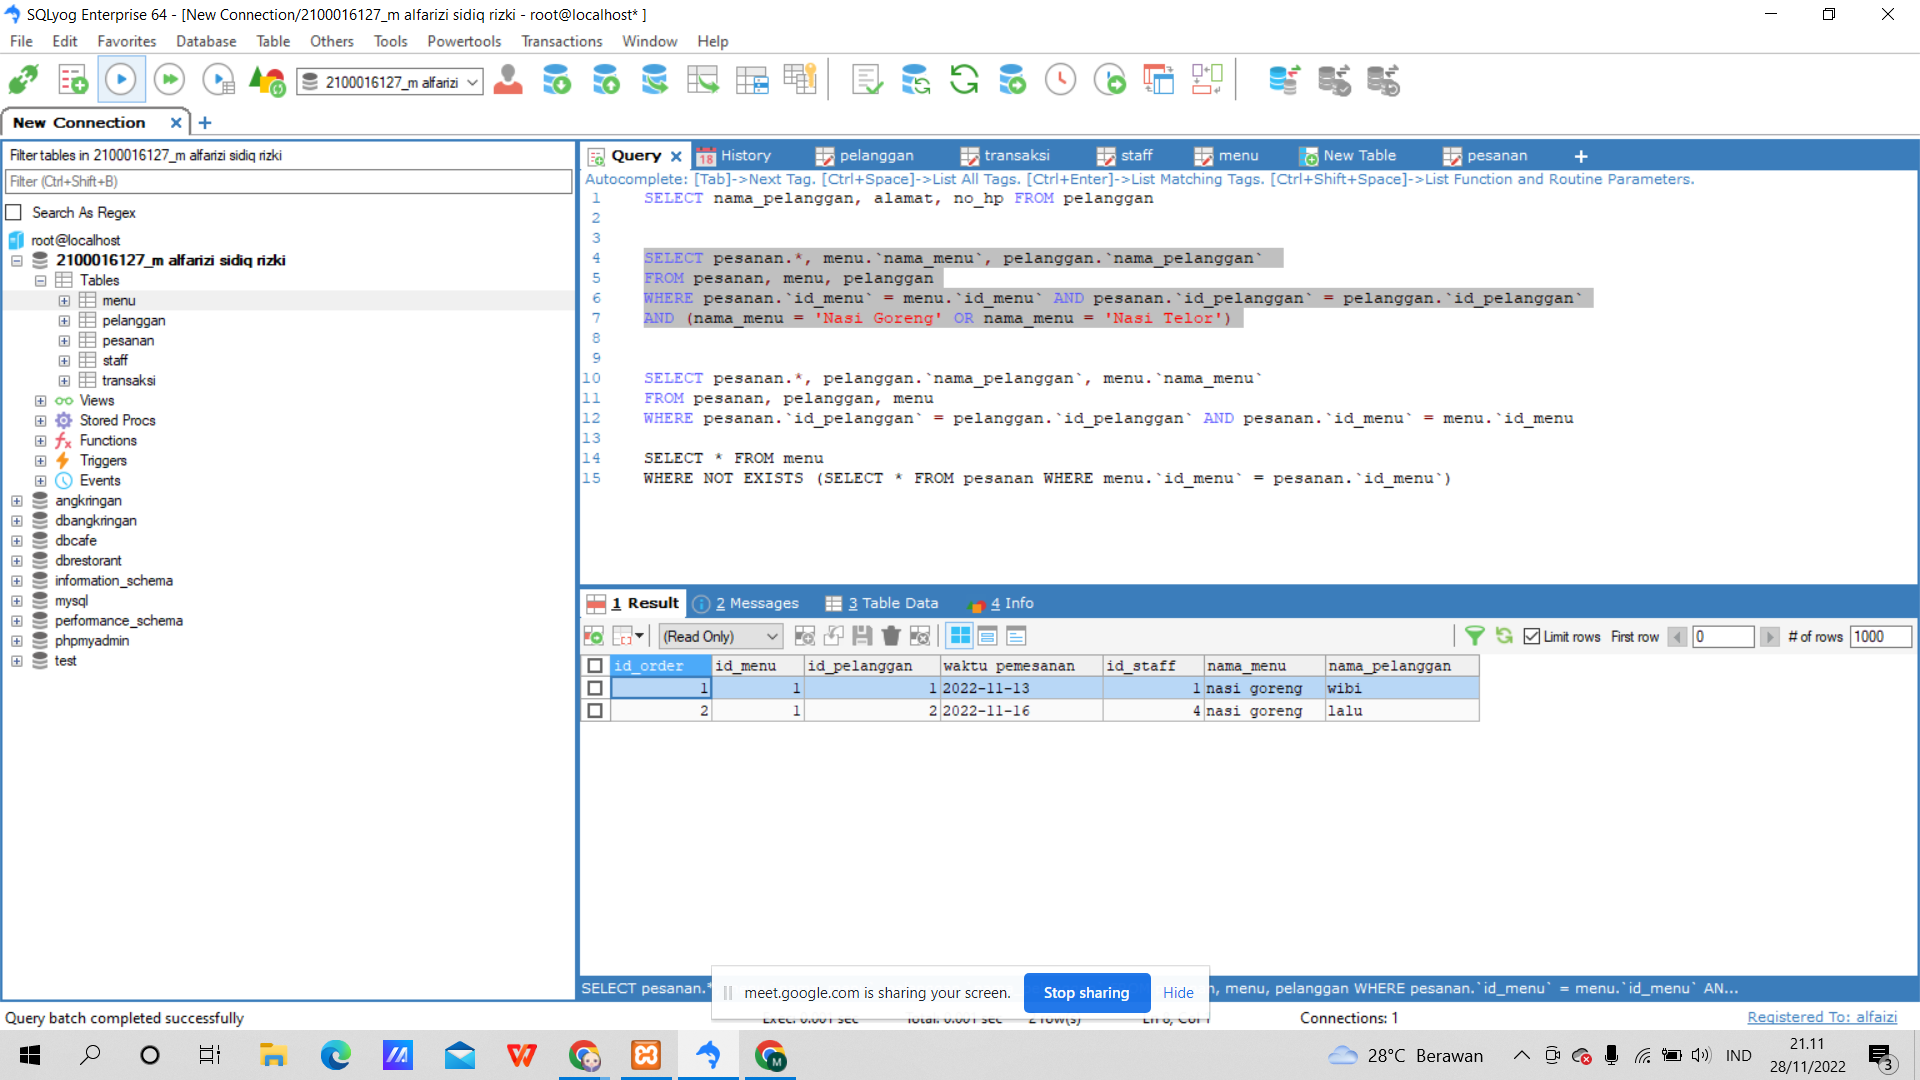 SQLyog Enterprise 64 - [New Connection/2100016127_m alfarizi sidiq rizki - root@localhost* ]
File Edit Favorites Database Table Others Tools Powertools Transactions Window Help
2100016127_m alfarizi
New Connection
Filter tables in 2100016127_m alfarizi sidiq rizki
Filter (Ctrl+Shift+B)
Search As Regex
root@localhost
2100016127_m alfarizi sidiq rizki
Tables
menu
pelanggan
pesanan
staff
transaksi
Views
Stored Procs
Functions
Triggers
Events
angkringan
dbangkringan
dbcafe
dbrestorant
information_schema
mysql
performance_schema
phpmyadmin
test
Query 18 History pelanggan transaksi staff menu New Table pesanan
Autocomplete: [Tab]->Next Tag. [Ctrl+Space]->List All Tags. [Ctrl+Enter]->List Matching Tags. [Ctrl+Shift+Space]->List Function and Routine Parameters.
1 SELECT nama_pelanggan, alamat, no_hp FROM pelanggan
2
3
4 SELECT pesanan.*, menu.`nama_menu`, pelanggan.`nama_pelanggan`
5 FROM pesanan, menu, pelanggan
6 WHERE pesanan.`id_menu` = menu.`id_menu` AND pesanan.`id_pelanggan` = pelanggan.`id_pelanggan`
7 AND (nama_menu = 'Nasi Goreng' OR nama_menu = 'Nasi Telor')
8
9
10 SELECT pesanan.*, pelanggan.`nama_pelanggan`, menu.`nama_menu`
11 FROM pesanan, pelanggan, menu
12 WHERE pesanan.`id_pelanggan` = pelanggan.`id_pelanggan` AND pesanan.`id_menu` = menu.`id_menu
13
14 SELECT * FROM menu
15 WHERE NOT EXISTS (SELECT * FROM pesanan WHERE menu.`id_menu` = pesanan.`id_menu`)
1 Result 2 Messages 3 Table Data 4 Info
(Read Only) Limit rows First row 0 # of rows 1000
id_order id_menu id_pelanggan waktu pemesanan id_staff nama_menu nama_pelanggan
1 1 1 2022-11-13 1 nasi goreng wibi
2 1 2 2022-11-16 4 nasi goreng lalu
SELECT pesanan.* , menu, pelanggan WHERE pesanan.`id_menu` = menu.`id_menu` AN...
meet.google.com is sharing your screen. Stop sharing Hide
Query batch completed successfully
Connections: 1
Registered To: alfaizi
28°C Berawan
IND
21.11
28/11/2022
3